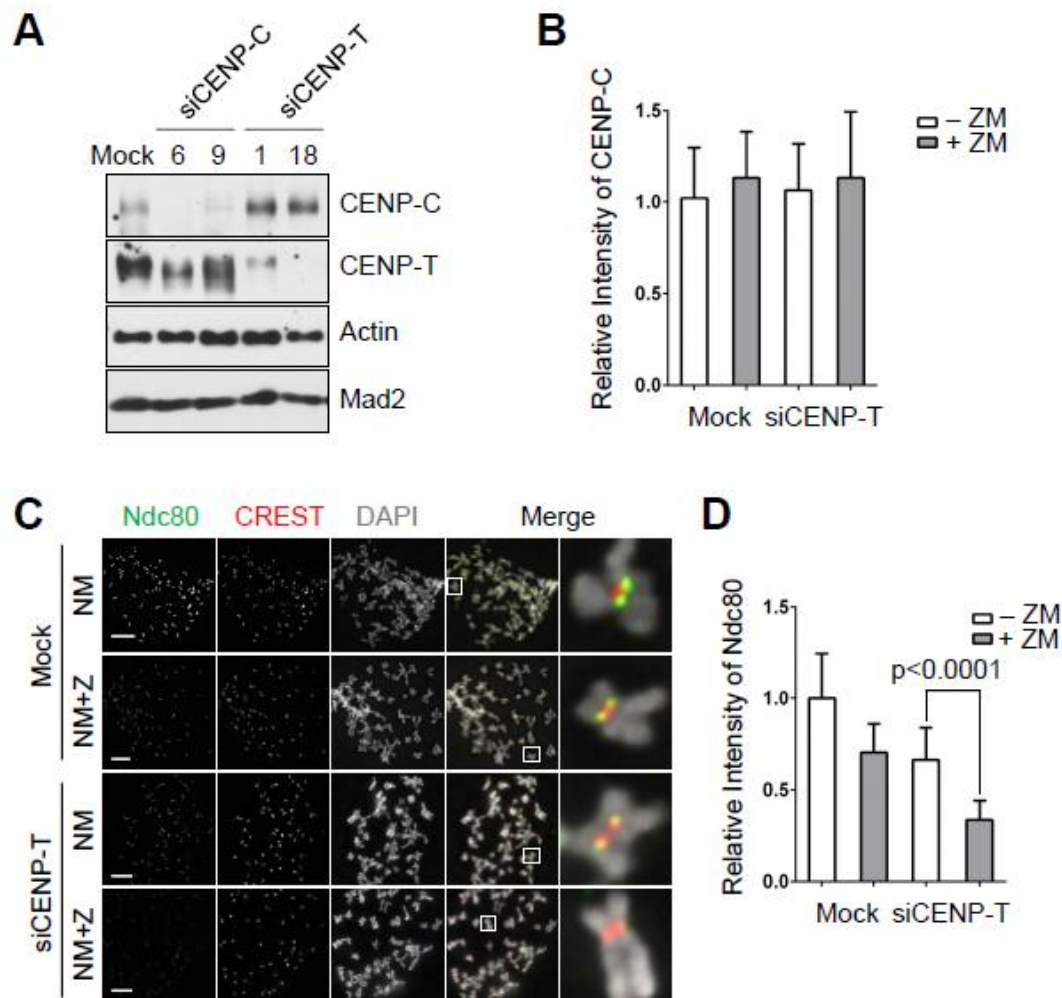 A
siCENP-C
siCENP-T
Mock 6 9 1 18
CENP-C
CENP-T
Actin
Mad2
B
Relative Intensity of CENP-C
1.5
1.0
0.5
0.0
– ZM
+ ZM
Mock siCENP-T
C
Ndc80 CREST DAPI Merge
Mock
NM
NM+Z
siCENP-T
NM
NM+Z
D
Relative Intensity of Ndc80
1.5
1.0
0.5
0.0
– ZM
+ ZM
p<0.0001
Mock siCENP-T